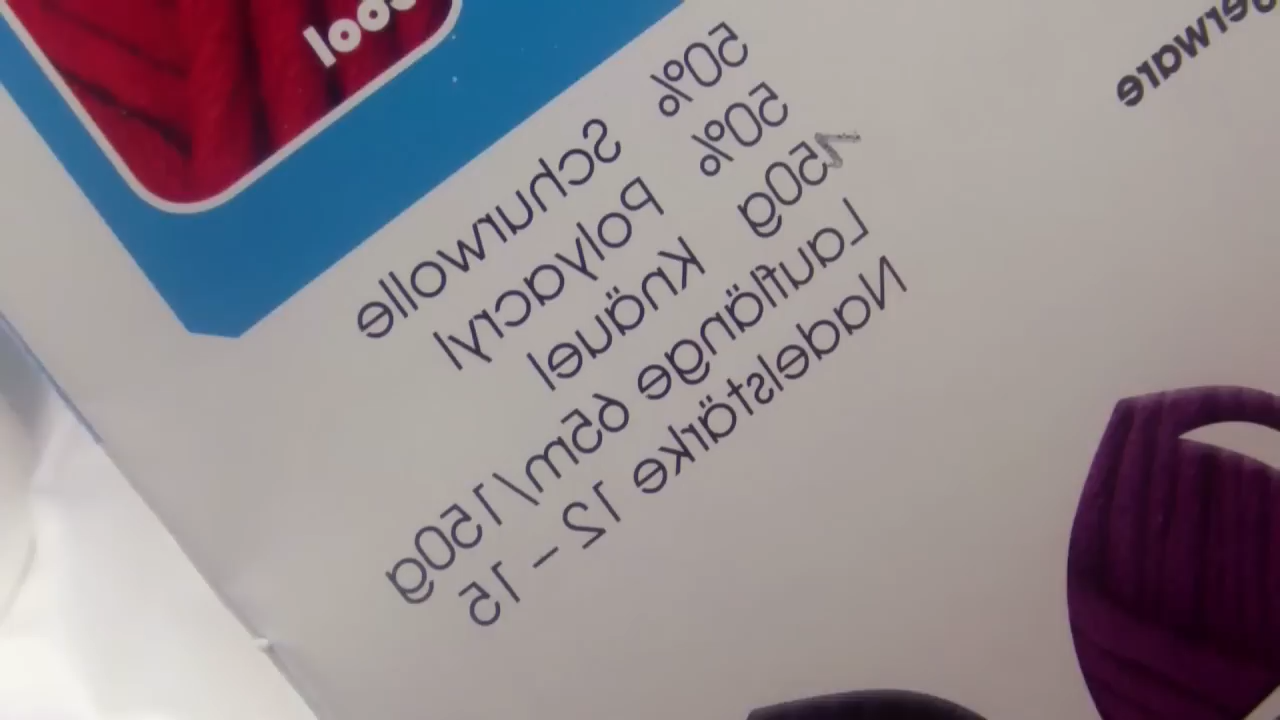 50% Schurwolle
50% Polyacryl
150g Knäuel
Lauflänge 65m/150g
Nadelstärke 12 – 15